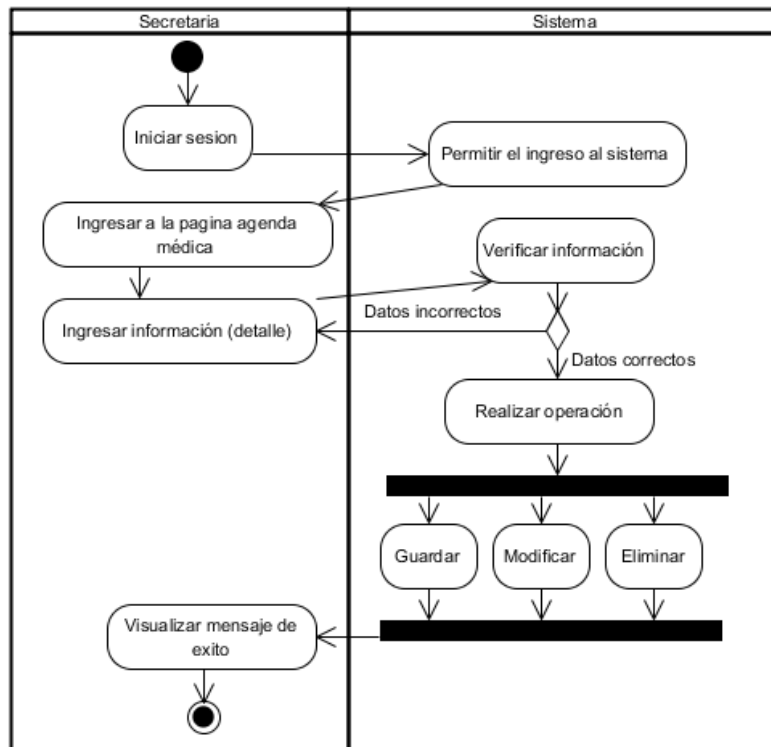 Secretaria
Sistema
Iniciar sesion
Permitir el ingreso al sistema
Ingresar a la pagina agenda
médica
Verificar información
Ingresar información (detalle)
Datos incorrectos
Datos correctos
Realizar operación
Guardar
Modificar
Eliminar
Visualizar mensaje de
exito